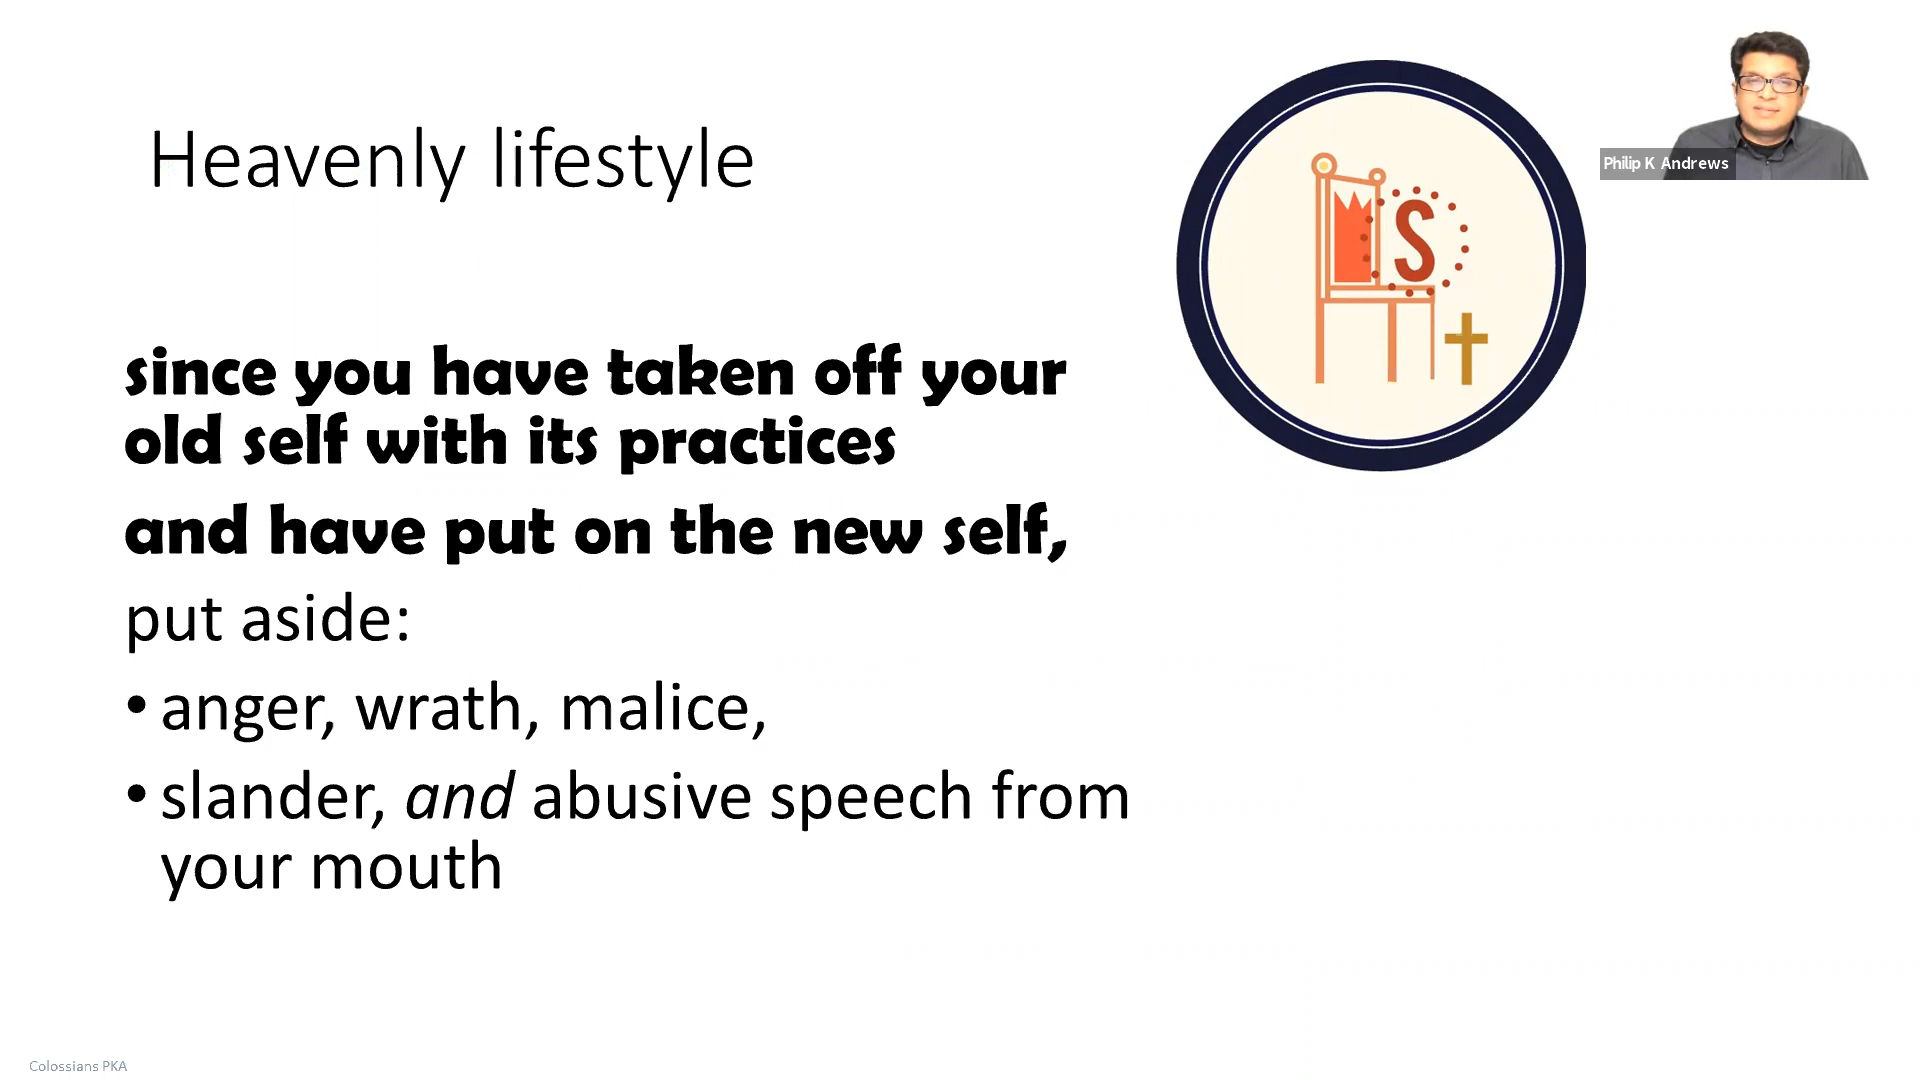 Heavenly lifestyle
S
Philip K Andrews
since you have taken off your
old self with its practices
and have put on the new self,
put aside:
• anger, wrath, malice,
• slander, and abusive speech from
your mouth
Colossians PKA